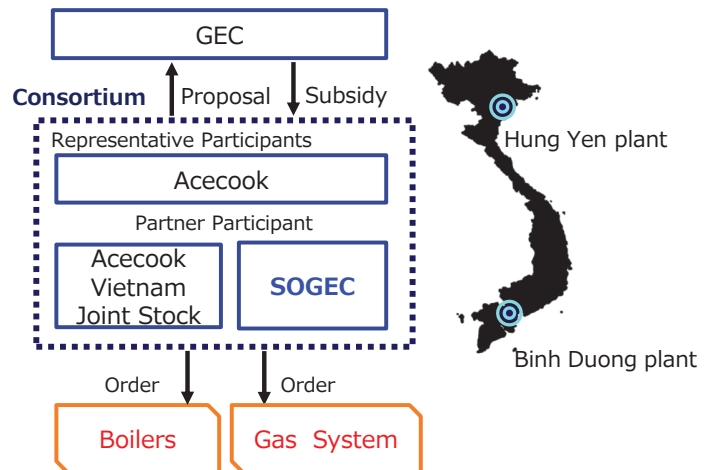 GEC
Consortium
Proposal
Subsidy
Representative Participants
Acecook
Partner Participant
Acecook
Vietnam
Joint Stock
SOGEC
Order
Order
Boilers
Gas System
Hung Yen plant
Binh Duong plant